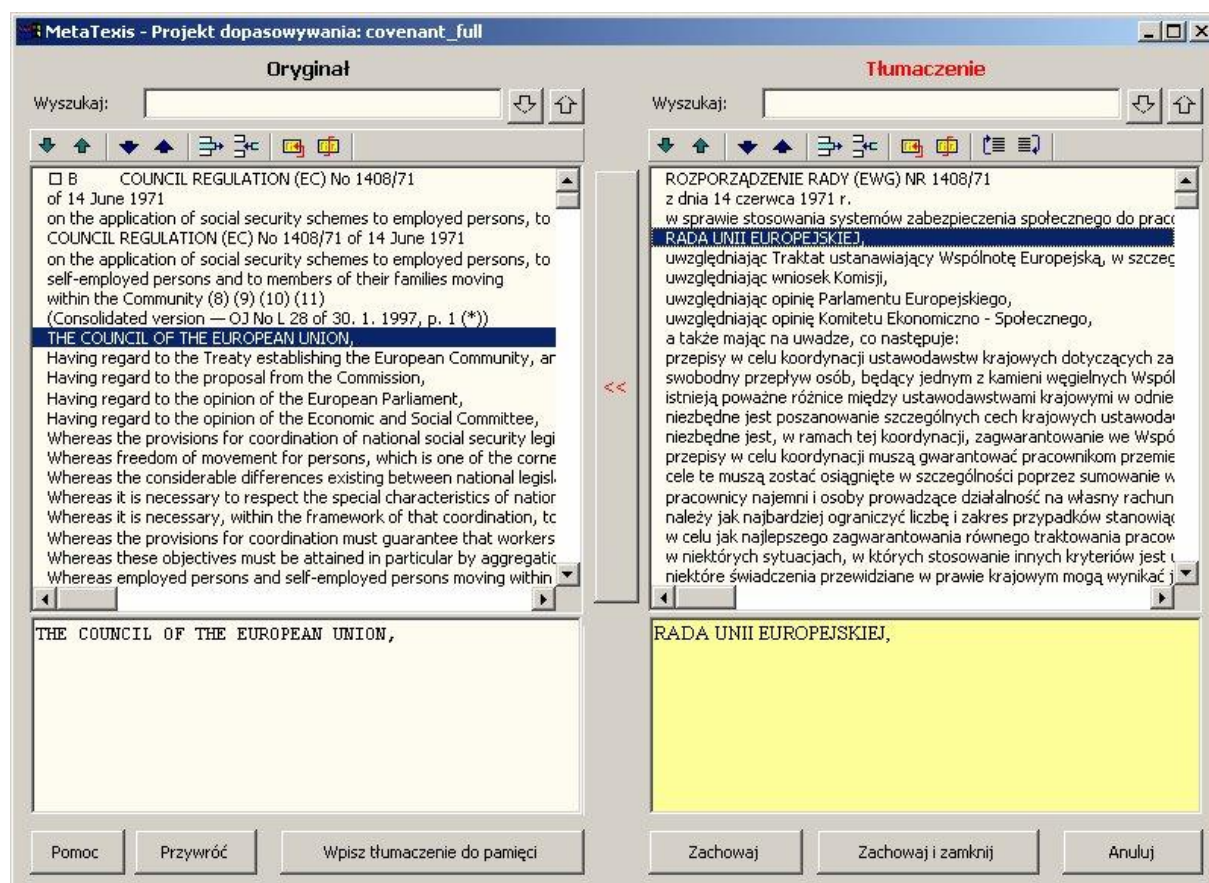 MetaTexis - Projekt dopasowywania: covenant_full
Oryginał
Wyszukaj:
□ B COUNCIL REGULATION (EC) No 1408/71
of 14 June 1971
on the application of social security schemes to employed persons, to
COUNCIL REGULATION (EC) No 1408/71 of 14 June 1971
on the application of social security schemes to employed persons, to
self-employed persons and to members of their families moving
within the Community (8) (9) (10) (11)
(Consolidated version — OJ No L 28 of 30. 1. 1997, p. 1 (*))
THE COUNCIL OF THE EUROPEAN UNION,
Having regard to the Treaty establishing the European Community, ar
Having regard to the proposal from the Commission,
Having regard to the opinion of the European Parliament,
Having regard to the opinion of the Economic and Social Committee,
Whereas the provisions for coordination of national social security legi
Whereas freedom of movement for persons, which is one of the corne
Whereas the considerable differences existing between national legisl
Whereas it is necessary to respect the special characteristics of natior
Whereas it is necessary, within the framework of that coordination, to
Whereas the provisions for coordination must guarantee that workers
Whereas these objectives must be attained in particular by aggregatic
Whereas employed persons and self-employed persons moving within
THE COUNCIL OF THE EUROPEAN UNION,
Pomoc
Przywróć
Wpisz tłumaczenie do pamięci
<<
Tłumaczenie
Wyszukaj:
ROZPORZĄDZENIE RADY (EWG) NR 1408/71
z dnia 14 czerwca 1971 r.
w sprawie stosowania systemów zabezpieczenia społecznego do prac
RADA UNII EUROPEJSKIEJ,
uwzględniając Traktat ustanawiający Wspólnotę Europejską, w szczeg
uwzględniając wniosek Komisji,
uwzględniając opinię Parlamentu Europejskiego,
uwzględniając opinię Komitetu Ekonomiczno - Społecznego,
a także mając na uwadze, co następuje:
przepisy w celu koordynacji ustawodawstw krajowych dotyczących za
swobodny przepływ osób, będący jednym z kamieni węgielnych Wspól
istnieją poważne różnice między ustawodawstwami krajowymi w odnie
niezbędne jest poszanowanie szczególnych cech krajowych ustawoda
niezbędne jest, w ramach tej koordynacji, zagwarantowanie we Wspó
przepisy w celu koordynacji muszą gwarantować pracownikom przemie
cele te muszą zostać osiągnięte w szczególności poprzez sumowanie w
pracownicy najemni i osoby prowadzące działalność na własny rachun
należy jak najbardziej ograniczyć liczbę i zakres przypadków stanowiąc
w celu jak najlepszego zagwarantowania równego traktowania pracow
w niektórych sytuacjach, w których stosowanie innych kryteriów jest u
niektóre świadczenia przewidziane w prawie krajowym mogą wynikać j
RADA UNII EUROPEJSKIEJ,
Zachowaj
Zachowaj i zamknij
Anuluj